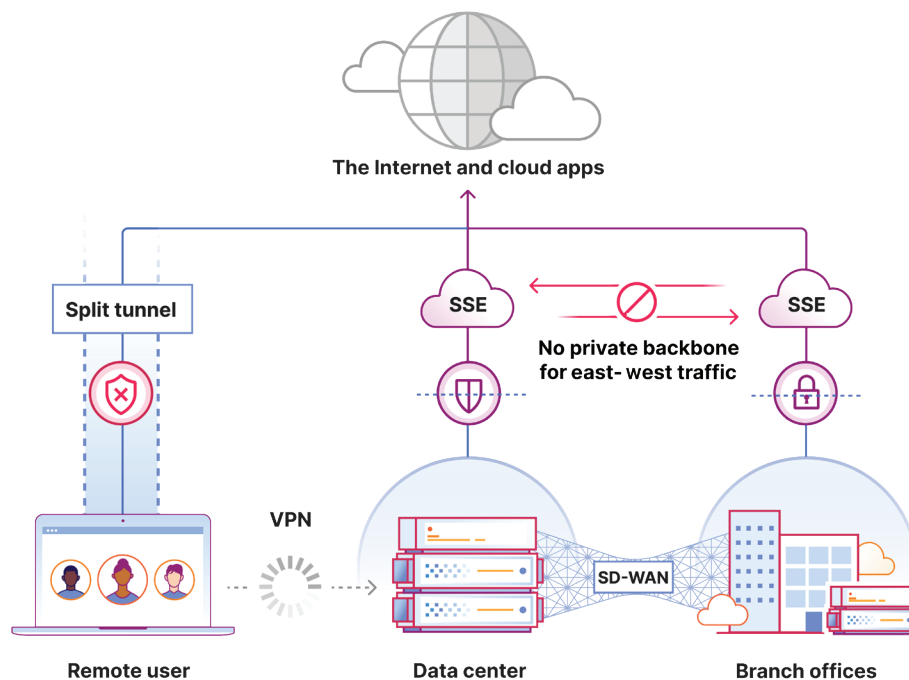 The Internet and cloud apps
Split tunnel
SSE
SSE
No private backbone
for east- west traffic
VPN
SD-WAN
Remote user
Data center
Branch offices